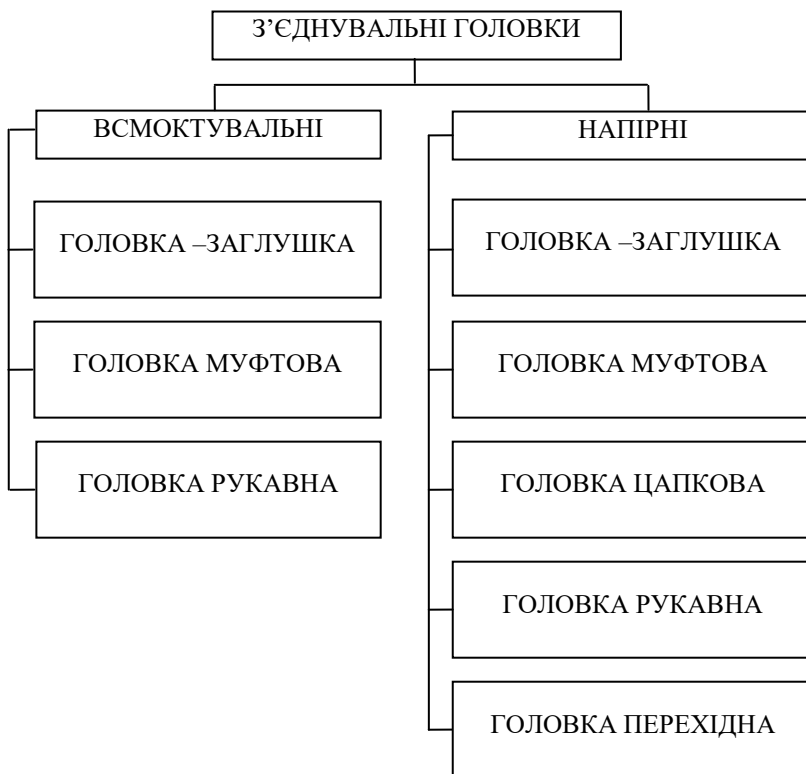 З’ЄДНУВАЛЬНІ ГОЛОВКИ
ВСМОКТУВАЛЬНІ
НАПІРНІ
ГОЛОВКА –ЗАГЛУШКА
ГОЛОВКА –ЗАГЛУШКА
ГОЛОВКА МУФТОВА
ГОЛОВКА МУФТОВА
ГОЛОВКА РУКАВНА
ГОЛОВКА ЦАПКОВА
ГОЛОВКА РУКАВНА
ГОЛОВКА ПЕРЕХІДНА